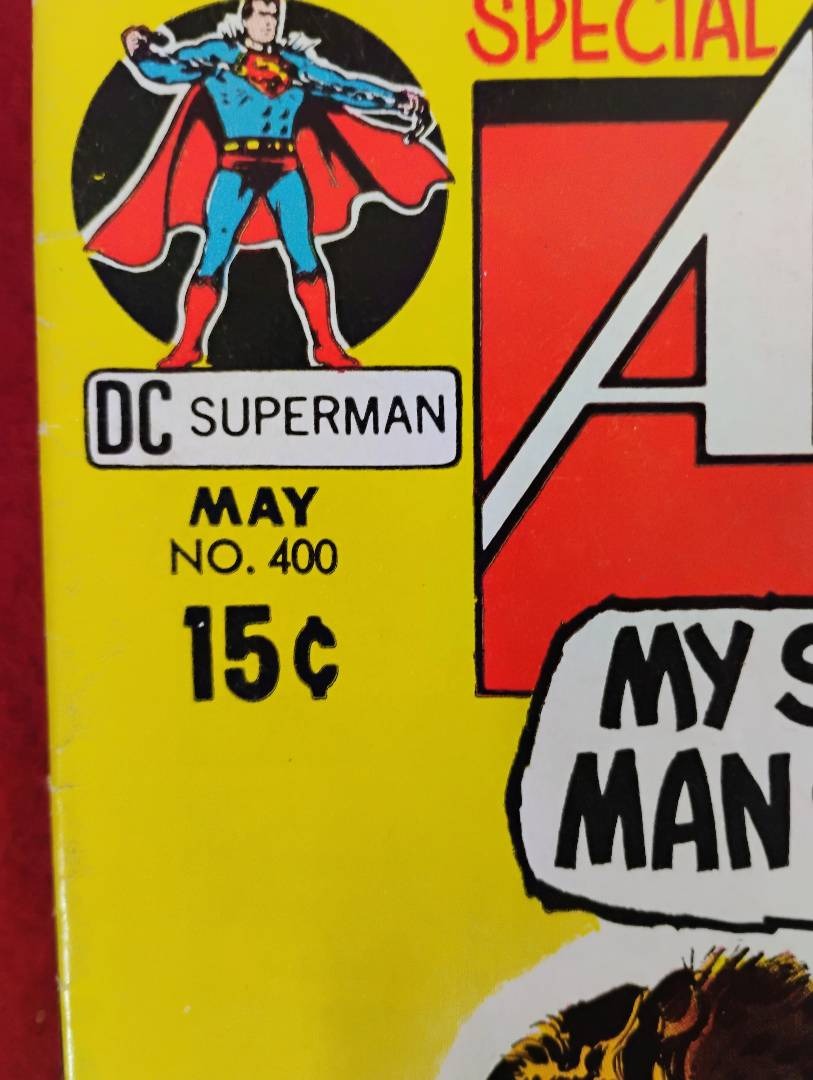 SPECIAL
A
DC SUPERMAN
MAY
NO. 400
15¢
MY S
MAN